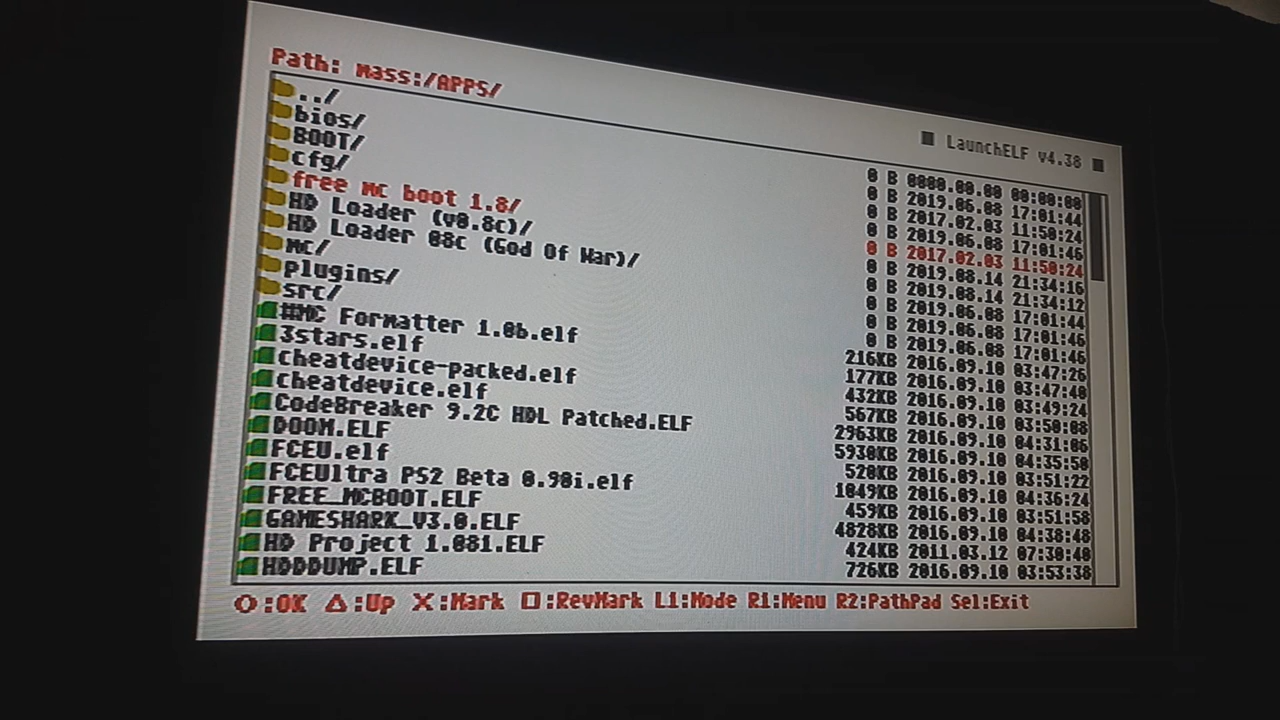 Path: mass:/APPS/
■ LaunchELF v4.38 ■
../ 0 B 0000.00.00 00:00:00
bios/ 0 B 2019.06.08 17:01:44
BOOT/ 0 B 2017.02.03 11:50:24
cfg/ 0 B 2019.06.08 17:01:46
free mc boot 1.8/ 0 B 2017.02.03 11:50:24
HD Loader (v0.8c)/ 0 B 2019.08.14 21:34:16
HD Loader 08c (God Of War)/ 0 B 2019.08.14 21:34:12
mc/ 0 B 2019.06.08 17:01:44
plugins/ 0 B 2019.06.08 17:01:46
src/ 0 B 2019.06.08 17:01:46
#MC Formatter 1.0b.elf 216KB 2016.09.10 03:47:26
3stars.elf 177KB 2016.09.10 03:47:40
cheatdevice-packed.elf 432KB 2016.09.10 03:49:24
cheatdevice.elf 567KB 2016.09.10 03:50:08
CodeBreaker 9.2C HDL Patched.ELF 2963KB 2016.09.10 04:31:06
DOOM.ELF 5930KB 2016.09.10 04:35:50
FCEU.elf 520KB 2016.09.10 03:51:22
FCEUltra PS2 Beta 0.98i.elf 1049KB 2016.09.10 04:36:24
FREE_MCBOOT.ELF 459KB 2016.09.10 03:51:58
GAMESHARK_V3.0.ELF 4828KB 2016.09.10 04:38:48
HD Project 1.081.ELF 424KB 2011.03.12 07:30:40
HDDDUMP.ELF 726KB 2016.09.10 03:53:38
O:OK △:Up X:Mark □:RevMark L1:Mode R1:Menu R2:PathPad Sel:Exit